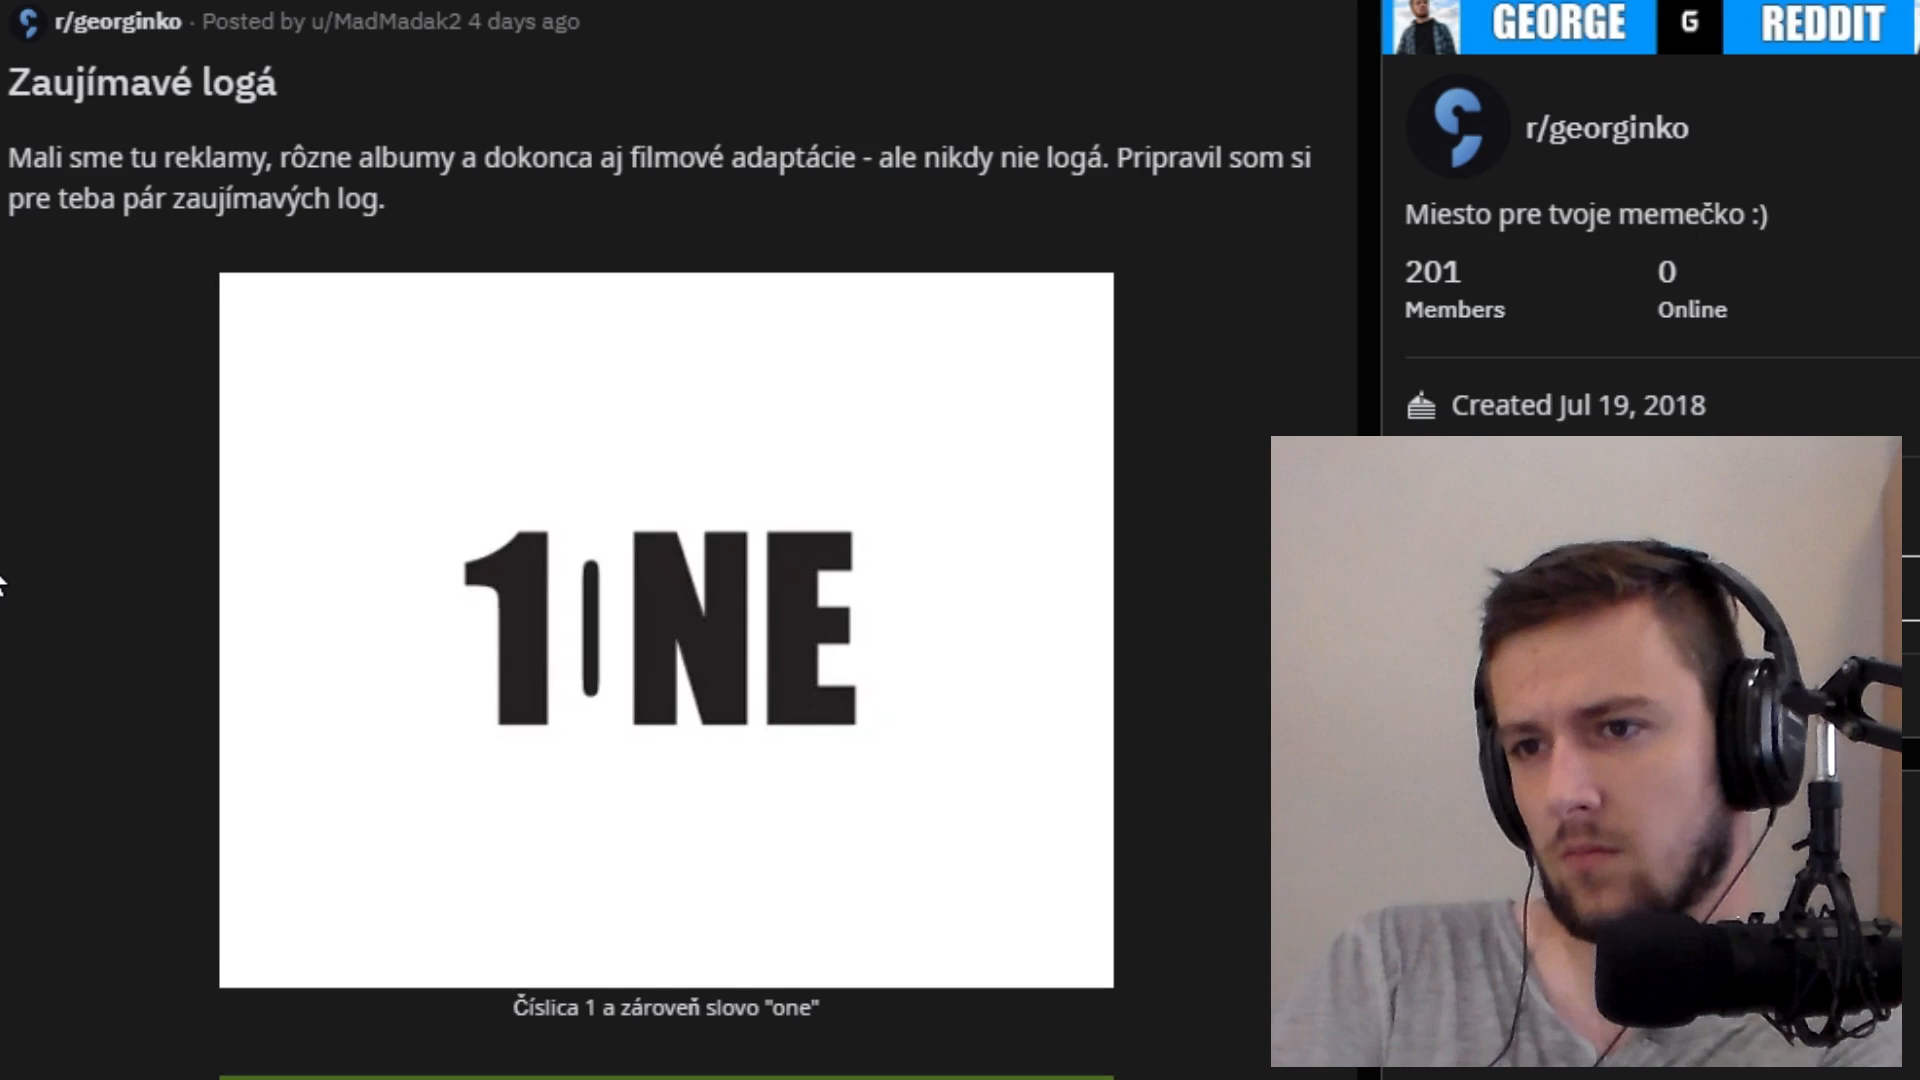 r/georginko · Posted by u/MadMadak2 4 days ago
Zaujímavé logá
Mali sme tu reklamy, rôzne albumy a dokonca aj filmové adaptácie - ale nikdy nie logá. Pripravil som si
pre teba pár zaujímavých log.
1ONE
Číslica 1 a zároveň slovo "one"
GEORGE G REDDIT
r/georginko
Miesto pre tvoje memečko :)
201 0
Members Online
Created Jul 19, 2018